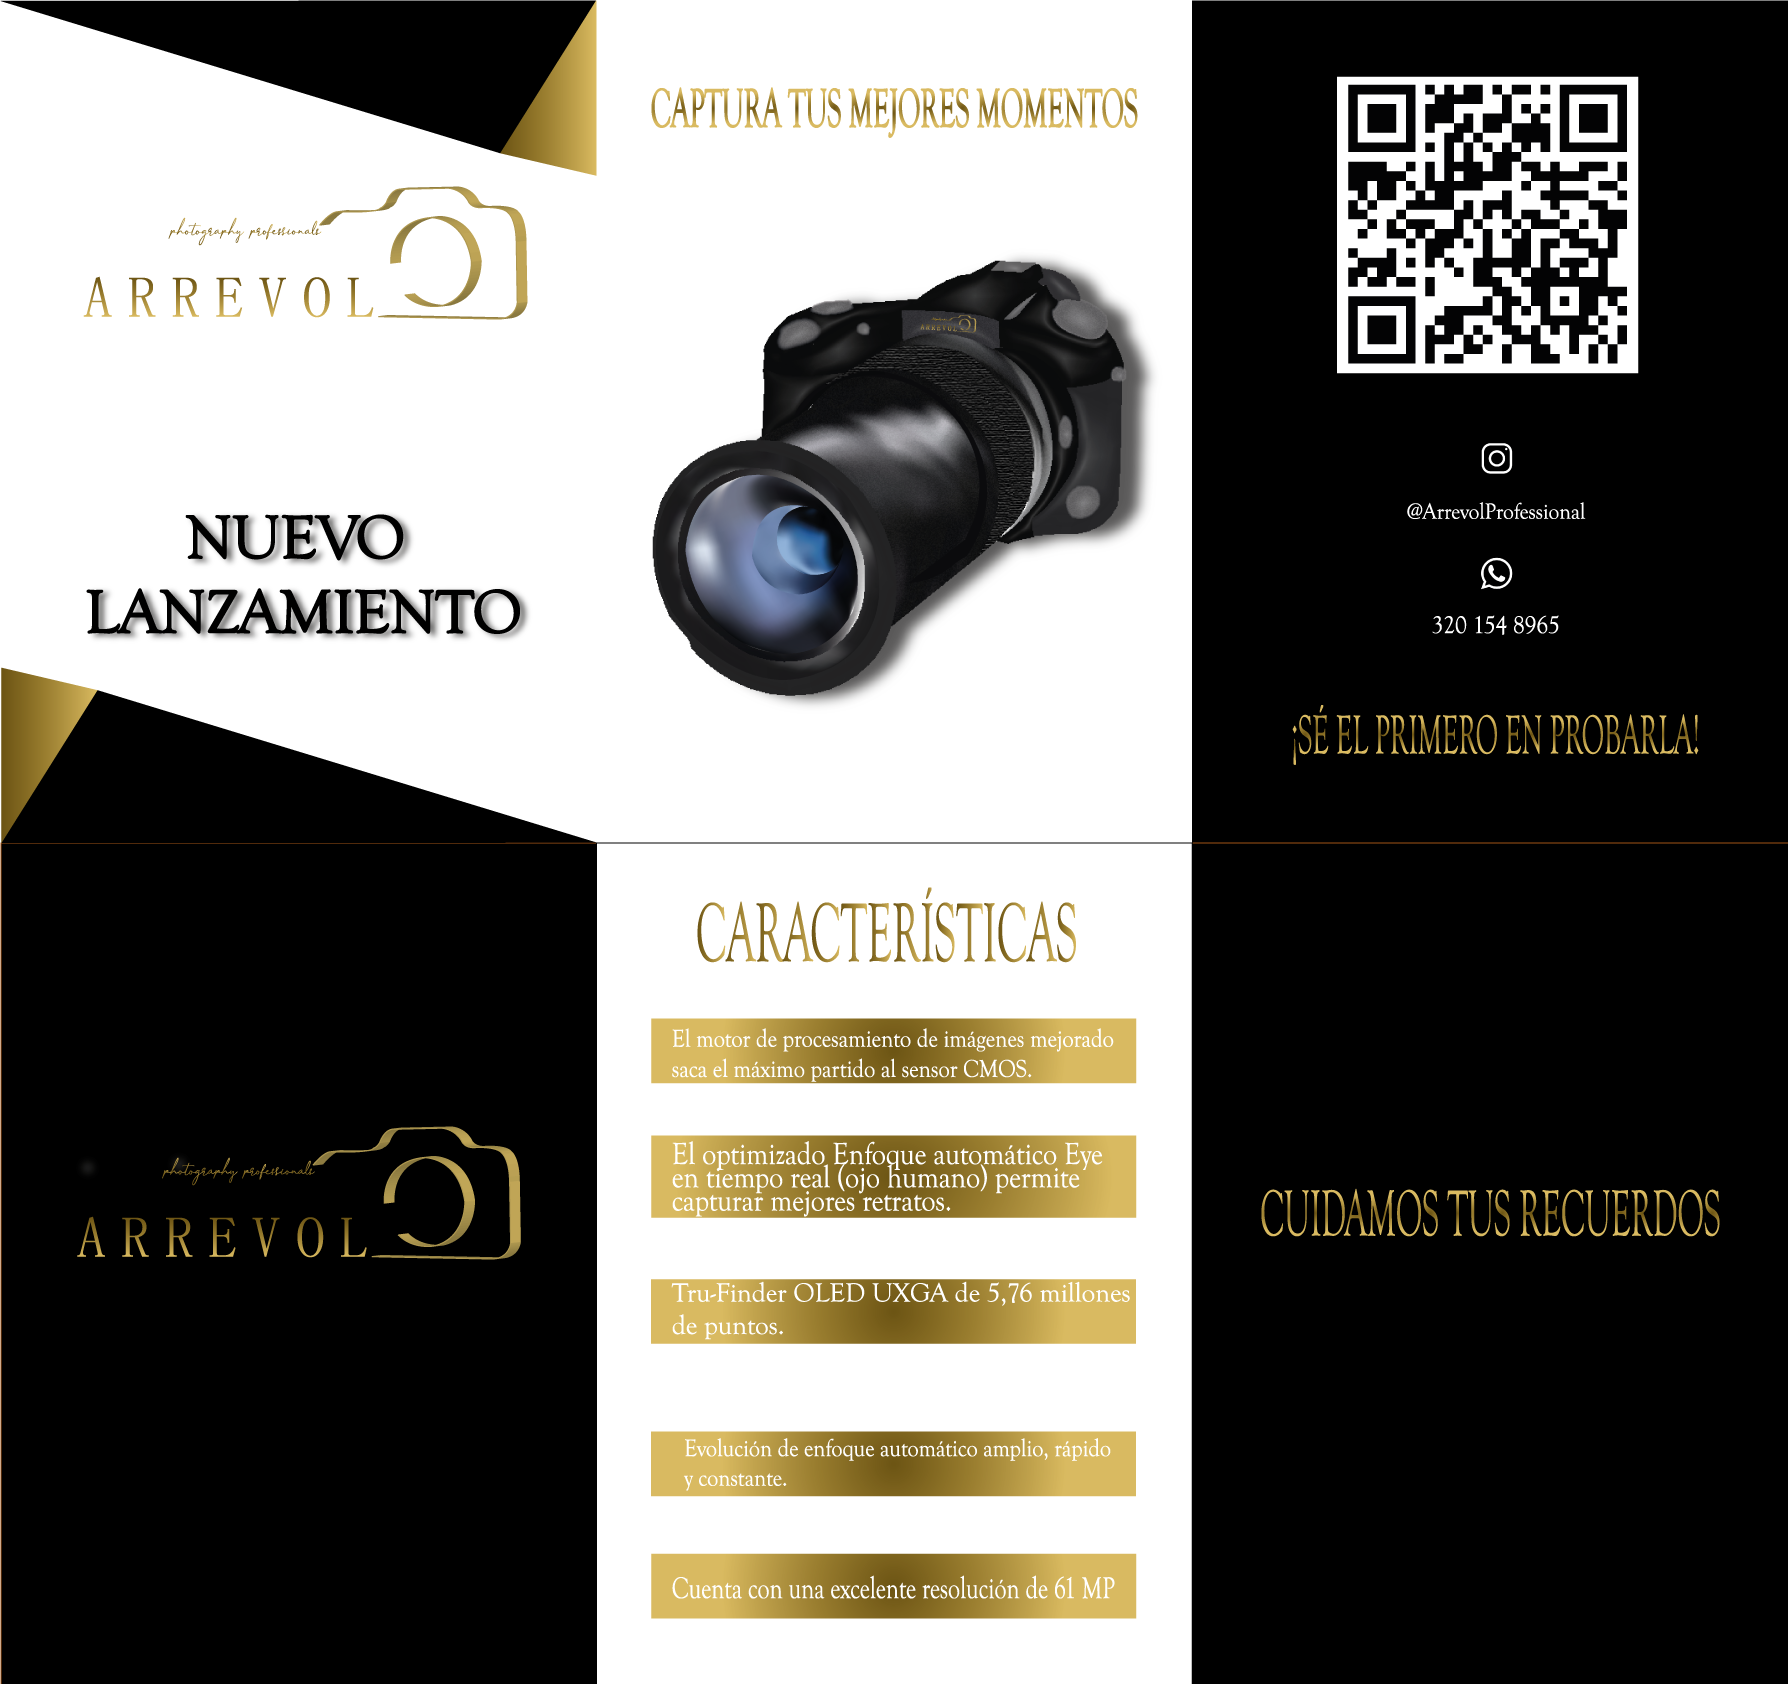 photography professionals
ARREVOL
NUEVO
LANZAMIENTO
CAPTURA TUS MEJORES MOMENTOS
ARREVOL
@ArrevolProfessional
320 154 8965
¡SÉ EL PRIMERO EN PROBARLA!
photography professionals
ARREVOL
CARACTERÍSTICAS
El motor de procesamiento de imágenes mejorado
saca el máximo partido al sensor CMOS.
El optimizado Enfoque automático Eye
en tiempo real (ojo humano) permite
capturar mejores retratos.
Tru-Finder OLED UXGA de 5,76 millones
de puntos.
Evolución de enfoque automático amplio, rápido
y constante.
Cuenta con una excelente resolución de 61 MP
CUIDAMOS TUS RECUERDOS